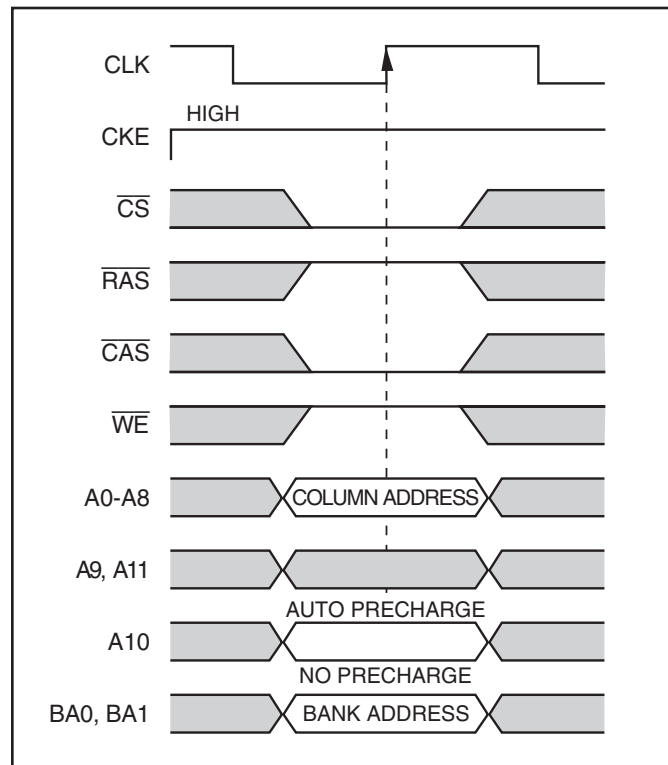 CLK
HIGH
CKE
CS
RAS
CAS
WE
A0-A8 COLUMN ADDRESS
A9, A11
AUTO PRECHARGE
A10
NO PRECHARGE
BA0, BA1 BANK ADDRESS